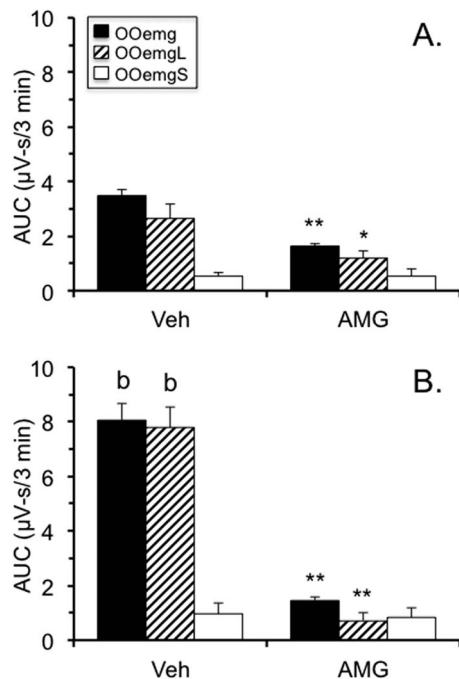 10
8
6
4
2
0
AUC (µV-s/3 min)
OOemg
OOemgL
OOemgS
A.
** *
Veh AMG
10
8
6
4
2
0
AUC (µV-s/3 min)
B.
b b
** **
Veh AMG